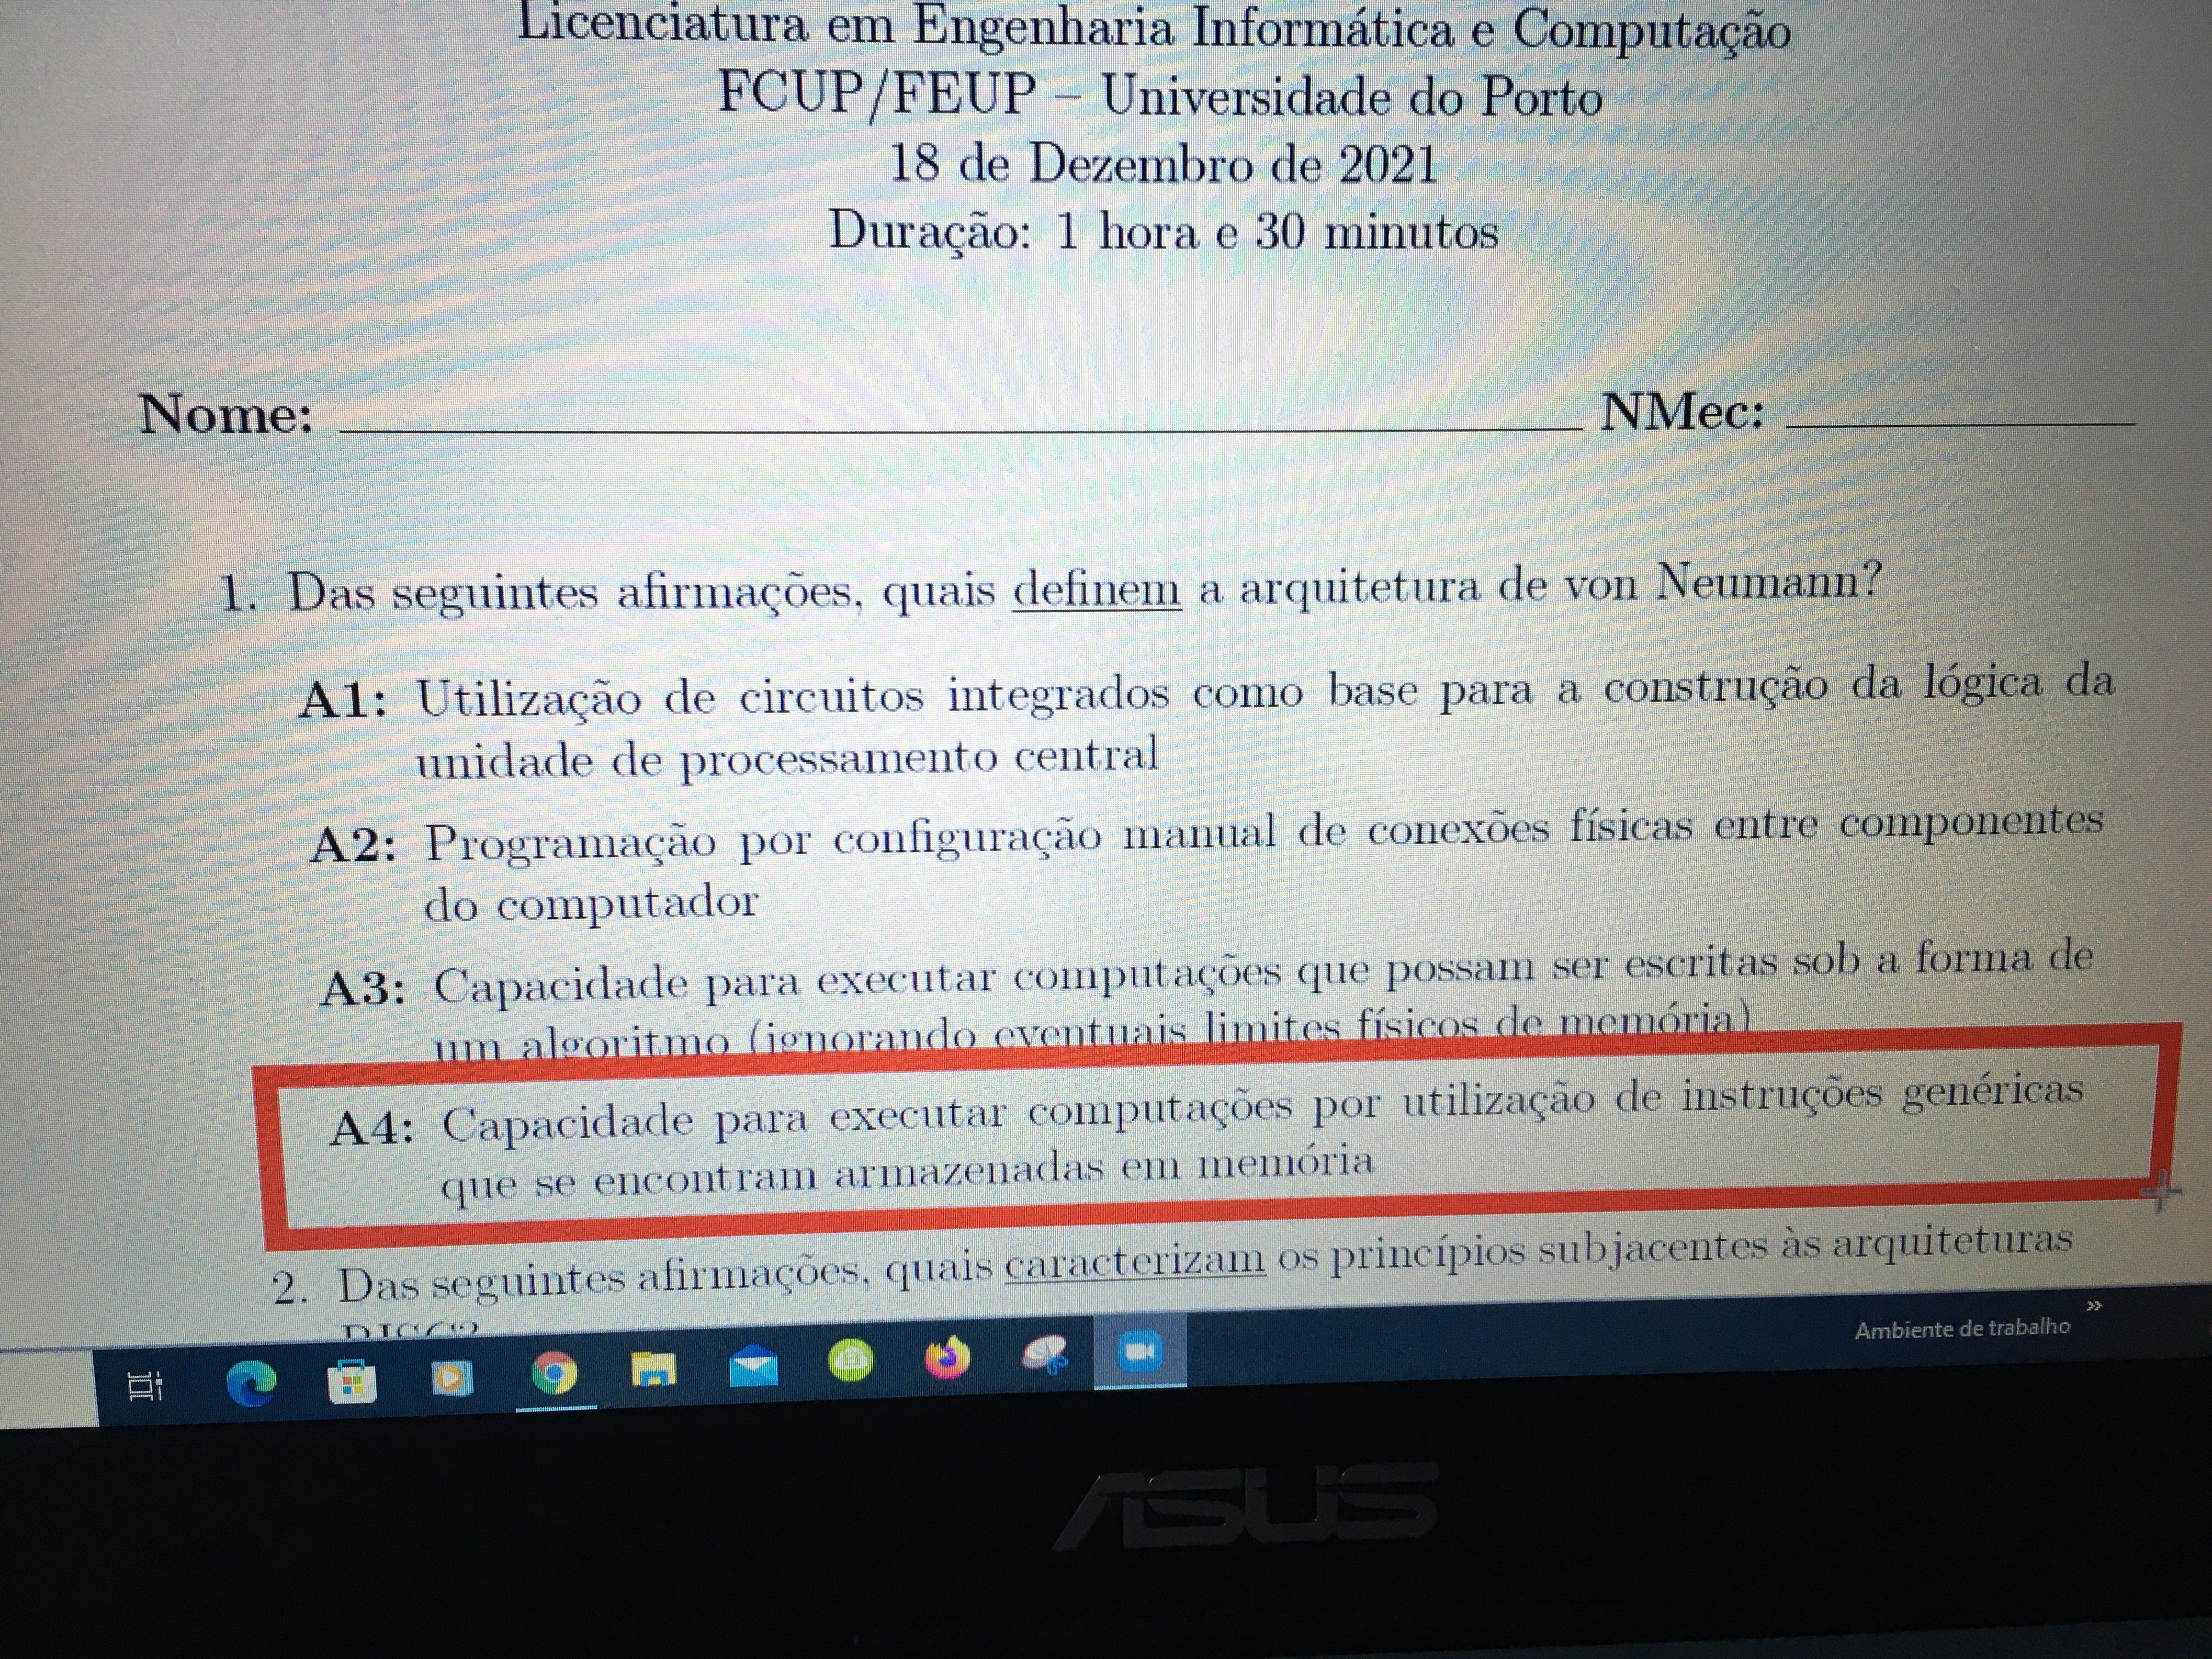 Licenciatura em Engenharia Informática e Computação
FCUP/FEUP – Universidade do Porto
18 de Dezembro de 2021
Duração: 1 hora e 30 minutos
Nome: NMec:
1. Das seguintes afirmações, quais definem a arquitetura de von Neumann?
A1: Utilização de circuitos integrados como base para a construção da lógica da
unidade de processamento central
A2: Programação por configuração manual de conexões físicas entre componentes
do computador
A3: Capacidade para executar computações que possam ser escritas sob a forma de
um algoritmo (ignorando eventuais limites físicos de memória)
A4: Capacidade para executar computações por utilização de instruções genéricas
que se encontram armazenadas em memória
2. Das seguintes afirmações, quais caracterizam os princípios subjacentes às arquiteturas
Ambiente de trabalho »
ASUS